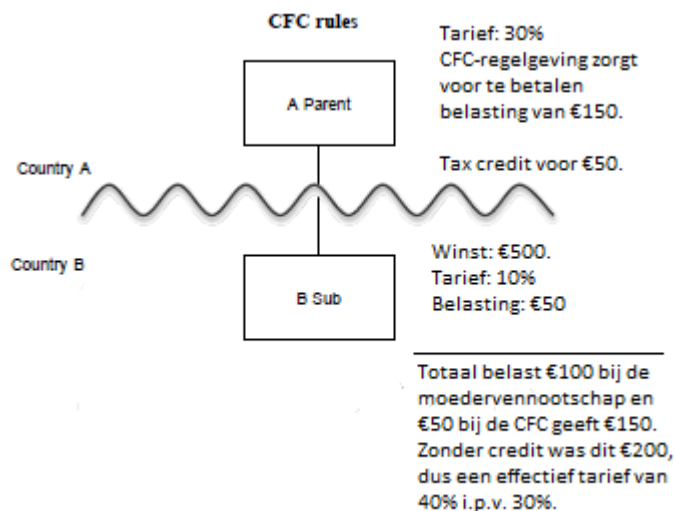 CFC rules
Tarief: 30%
CFC-regelgeving zorgt
voor te betalen
belasting van €150.
A Parent
Tax credit voor €50.
Country A
Country B
Winst: €500.
Tarief: 10%
Belasting: €50
B Sub
Totaal belast €100 bij de
moedervennootschap en
€50 bij de CFC geeft €150.
Zonder credit was dit €200,
dus een effectief tarief van
40% i.p.v. 30%.